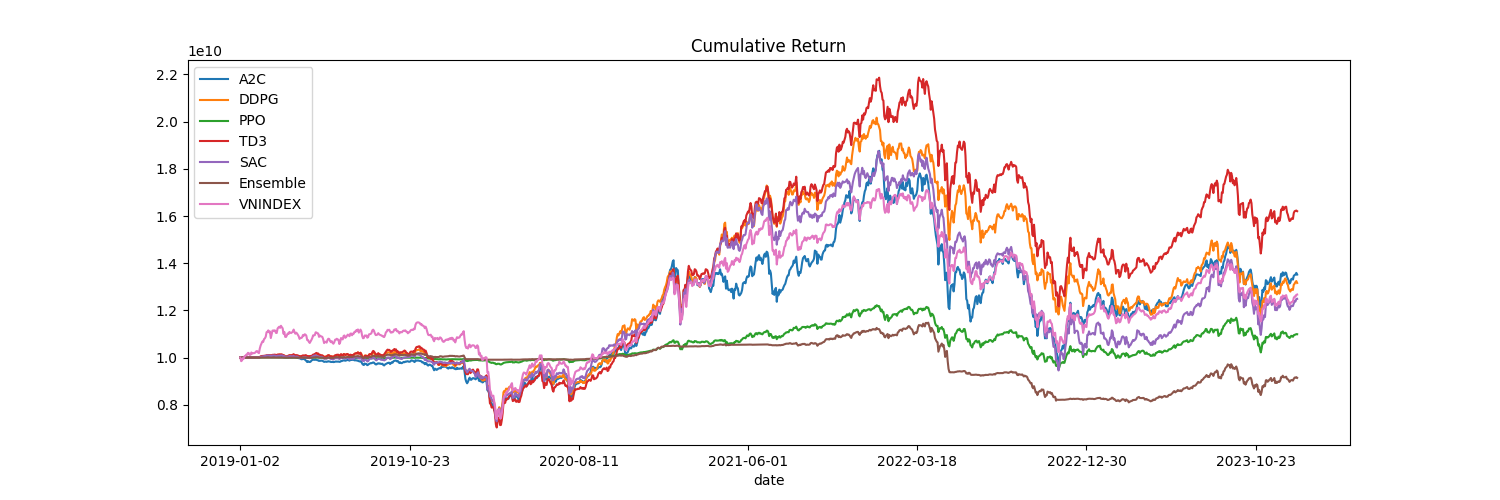 Cumulative Return
1e10
A2C
DDPG
PPO
TD3
SAC
Ensemble
VNINDEX
2.2
2.0
1.8
1.6
1.4
1.2
1.0
0.8
2019-01-02 2019-10-23 2020-08-11 2021-06-01 2022-03-18 2022-12-30 2023-10-23
date